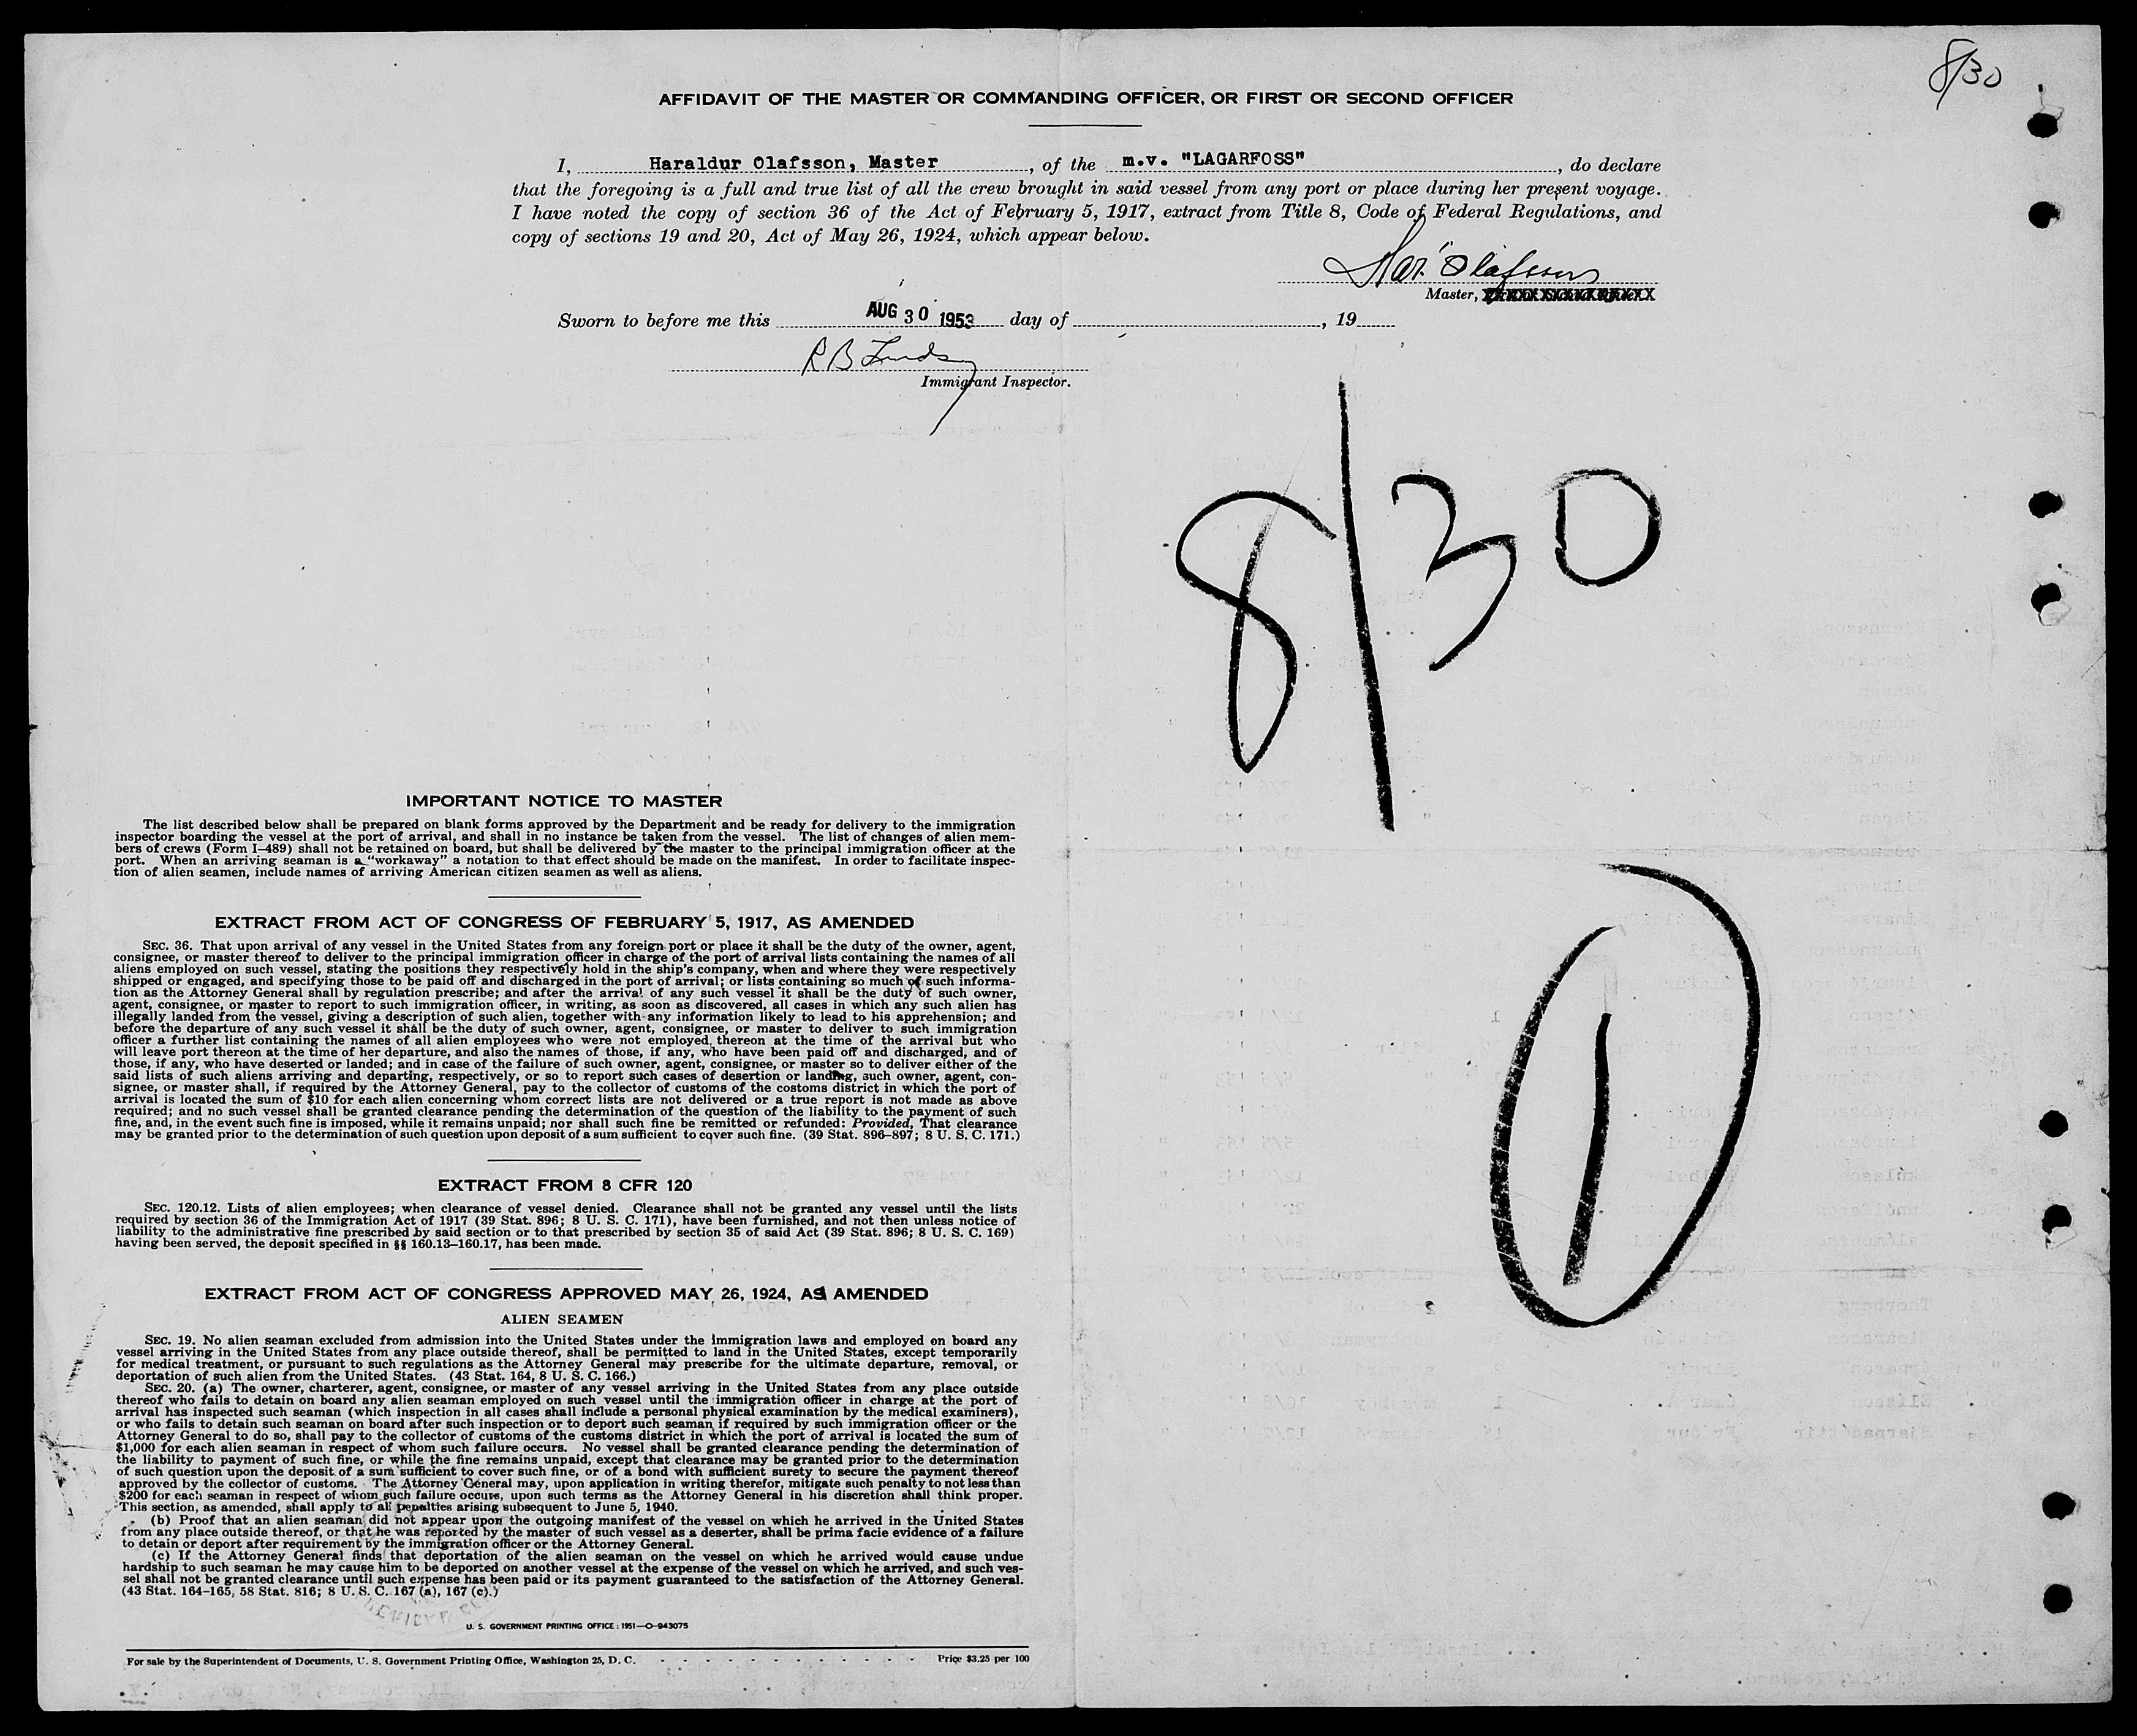 8/30
AFFIDAVIT OF THE MASTER OR COMMANDING OFFICER, OR FIRST OR SECOND OFFICER
I, Haraldur Olafsson, Master, of the m.v. "LAGARFOSS", do declare
that the foregoing is a full and true list of all the crew brought in said vessel from any port or place during her present voyage.
I have noted the copy of section 36 of the Act of February 5, 1917, extract from Title 8, Code of Federal Regulations, and
copy of sections 19 and 20, Act of May 26, 1924, which appear below.
Har. Olafsson
Master,
Sworn to before me this AUG 30 1953 day of , 19
R B Lindsay
Immigrant Inspector.
8/30
1
IMPORTANT NOTICE TO MASTER
The list described below shall be prepared on blank forms approved by the Department and be ready for delivery to the immigration
inspector boarding the vessel at the port of arrival, and shall in no instance be taken from the vessel. The list of changes of alien mem-
bers of crews (Form I-489) shall not be retained on board, but shall be delivered by the master to the principal immigration officer at the
port. When an arriving seaman is a "workaway" a notation to that effect should be made on the manifest. In order to facilitate inspec-
tion of alien seamen, include names of arriving American citizen seamen as well as aliens.
EXTRACT FROM ACT OF CONGRESS OF FEBRUARY 5, 1917, AS AMENDED
SEC. 36. That upon arrival of any vessel in the United States from any foreign port or place it shall be the duty of the owner, agent,
consignee, or master thereof to deliver to the principal immigration officer in charge of the port of arrival lists containing the names of all
aliens employed on such vessel, stating the positions they respectively hold in the ship's company, when and where they were respectively
shipped or engaged, and specifying those to be paid off and discharged in the port of arrival; or lists containing so much of such informa-
tion as the Attorney General shall by regulation prescribe; and after the arrival of any such vessel it shall be the duty of such owner,
agent, consignee, or master to report to such immigration officer, in writing, as soon as discovered, all cases in which any such alien has
illegally landed from the vessel, giving a description of such alien, together with any information likely to lead to his apprehension; and
before the departure of any such vessel it shall be the duty of such owner, agent, consignee, or master to deliver to such immigration
officer a further list containing the names of all alien employees who were not employed thereon at the time of the arrival but who
will leave port thereon at the time of her departure, and also the names of those, if any, who have been paid off and discharged, and of
those, if any, who have deserted or landed; and in case of the failure of such owner, agent, consignee, or master so to deliver either of the
said lists of such aliens arriving and departing, respectively, or so to report such cases of desertion or landing, such owner, agent, con-
signee, or master shall, if required by the Attorney General, pay to the collector of customs of the costoms district in which the port of
arrival is located the sum of $10 for each alien concerning whom correct lists are not delivered or a true report is not made as above
required; and no such vessel shall be granted clearance pending the determination of the question of the liability to the payment of such
fine, and, in the event such fine is imposed, while it remains unpaid; nor shall such fine be remitted or refunded: Provided, That clearance
may be granted prior to the determination of such question upon deposit of a sum sufficient to cover such fine. (39 Stat. 896-897; 8 U. S. C. 171.)
EXTRACT FROM 8 CFR 120
SEC. 120.12. Lists of alien employees; when clearance of vessel denied. Clearance shall not be granted any vessel until the lists
required by section 36 of the Immigration Act of 1917 (39 Stat. 896; 8 U. S. C. 171), have been furnished, and not then unless notice of
liability to the administrative fine prescribed by said section or to that prescribed by section 35 of said Act (39 Stat. 896; 8 U. S. C. 169)
having been served, the deposit specified in §§ 160.13-160.17, has been made.
EXTRACT FROM ACT OF CONGRESS APPROVED MAY 26, 1924, AS AMENDED
ALIEN SEAMEN
SEC. 19. No alien seaman excluded from admission into the United States under the immigration laws and employed on board any
vessel arriving in the United States from any place outside thereof, shall be permitted to land in the United States, except temporarily
for medical treatment, or pursuant to such regulations as the Attorney General may prescribe for the ultimate departure, removal, or
deportation of such alien from the United States. (43 Stat. 164, 8 U. S. C. 166.)
SEC. 20. (a) The owner, charterer, agent, consignee, or master of any vessel arriving in the United States from any place outside
thereof who fails to detain on board any alien seaman employed on such vessel until the immigration officer in charge at the port of
arrival has inspected such seaman (which inspection in all cases shall include a personal physical examination by the medical examiners),
or who fails to detain such seaman on board after such inspection or to deport such seaman if required by such immigration officer or the
Attorney General to do so, shall pay to the collector of customs of the customs district in which the port of arrival is located the sum of
$1,000 for each alien seaman in respect of whom such failure occurs. No vessel shall be granted clearance pending the determination of
the liability to payment of such fine, or while the fine remains unpaid, except that clearance may be granted prior to the determination
of such question upon the deposit of a sum sufficient to cover such fine, or of a bond with sufficient surety to secure the payment thereof
approved by the collector of customs. The Attorney General may, upon application in writing therefor, mitigate such penalty to not less than
$200 for each seaman in respect of whom such failure occurs, upon such terms as the Attorney General in his discretion shall think proper.
This section, as amended, shall apply to all penalties arising subsequent to June 5, 1940.
(b) Proof that an alien seaman did not appear upon the outgoing manifest of the vessel on which he arrived in the United States
from any place outside thereof, or that he was reported by the master of such vessel as a deserter, shall be prima facie evidence of a failure
to detain or deport after requirement by the immigration officer or the Attorney General.
(c) If the Attorney General finds that deportation of the alien seaman on the vessel on which he arrived would cause undue
hardship to such seaman he may cause him to be deported on another vessel at the expense of the vessel on which he arrived, and such ves-
sel shall not be granted clearance until such expense has been paid or its payment guaranteed to the satisfaction of the Attorney General.
(43 Stat. 164-165, 58 Stat. 816; 8 U. S. C. 167 (a), 167 (c).)
U. S. GOVERNMENT PRINTING OFFICE : 1951—O-943075
For sale by the Superintendent of Documents, U. S. Government Printing Office, Washington 25, D. C. - - - - - - - - - - - - Price $3.25 per 100